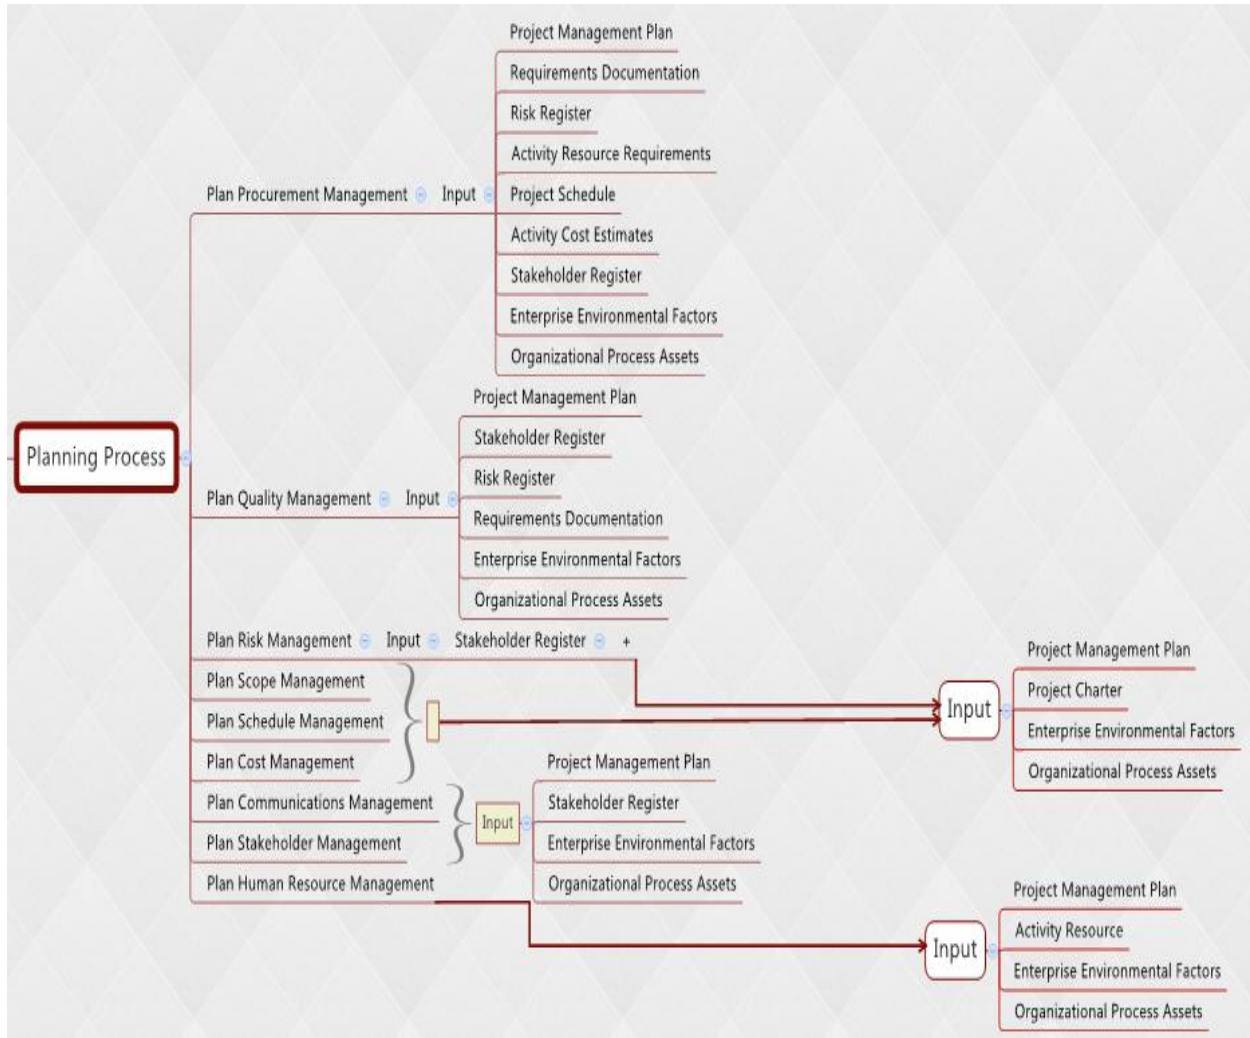 Project Management Plan
Requirements Documentation
Risk Register
Activity Resource Requirements
Plan Procurement Management Input Project Schedule
Activity Cost Estimates
Stakeholder Register
Enterprise Environmental Factors
Organizational Process Assets
Planning Process
Project Management Plan
Stakeholder Register
Risk Register
Plan Quality Management Input
Requirements Documentation
Enterprise Environmental Factors
Organizational Process Assets
Plan Risk Management Input Stakeholder Register +
Plan Scope Management
Plan Schedule Management
Plan Cost Management
Input
Project Management Plan
Project Charter
Enterprise Environmental Factors
Organizational Process Assets
Plan Communications Management
Plan Stakeholder Management
Input
Project Management Plan
Stakeholder Register
Enterprise Environmental Factors
Organizational Process Assets
Plan Human Resource Management
Input
Project Management Plan
Activity Resource
Enterprise Environmental Factors
Organizational Process Assets